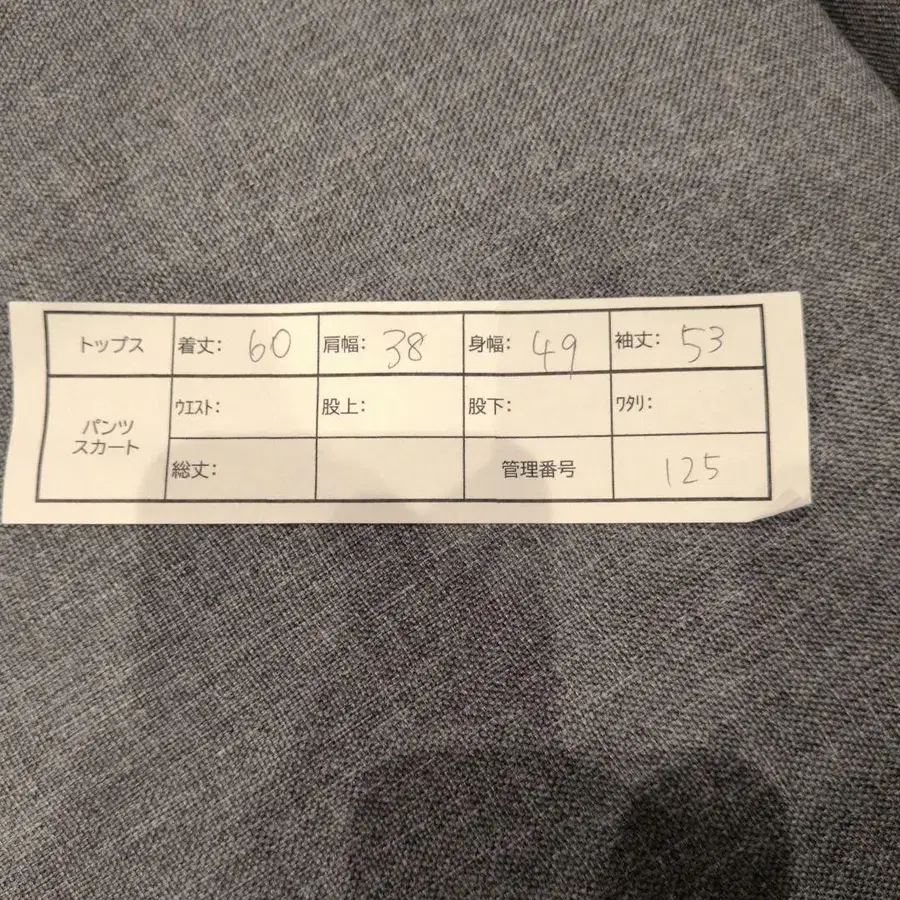 トップス 着丈: 60 肩幅: 38 身幅: 49 袖丈: 53
パンツ スカート ウエスト: 股上: 股下: ワタリ:
総丈: 管理番号 125